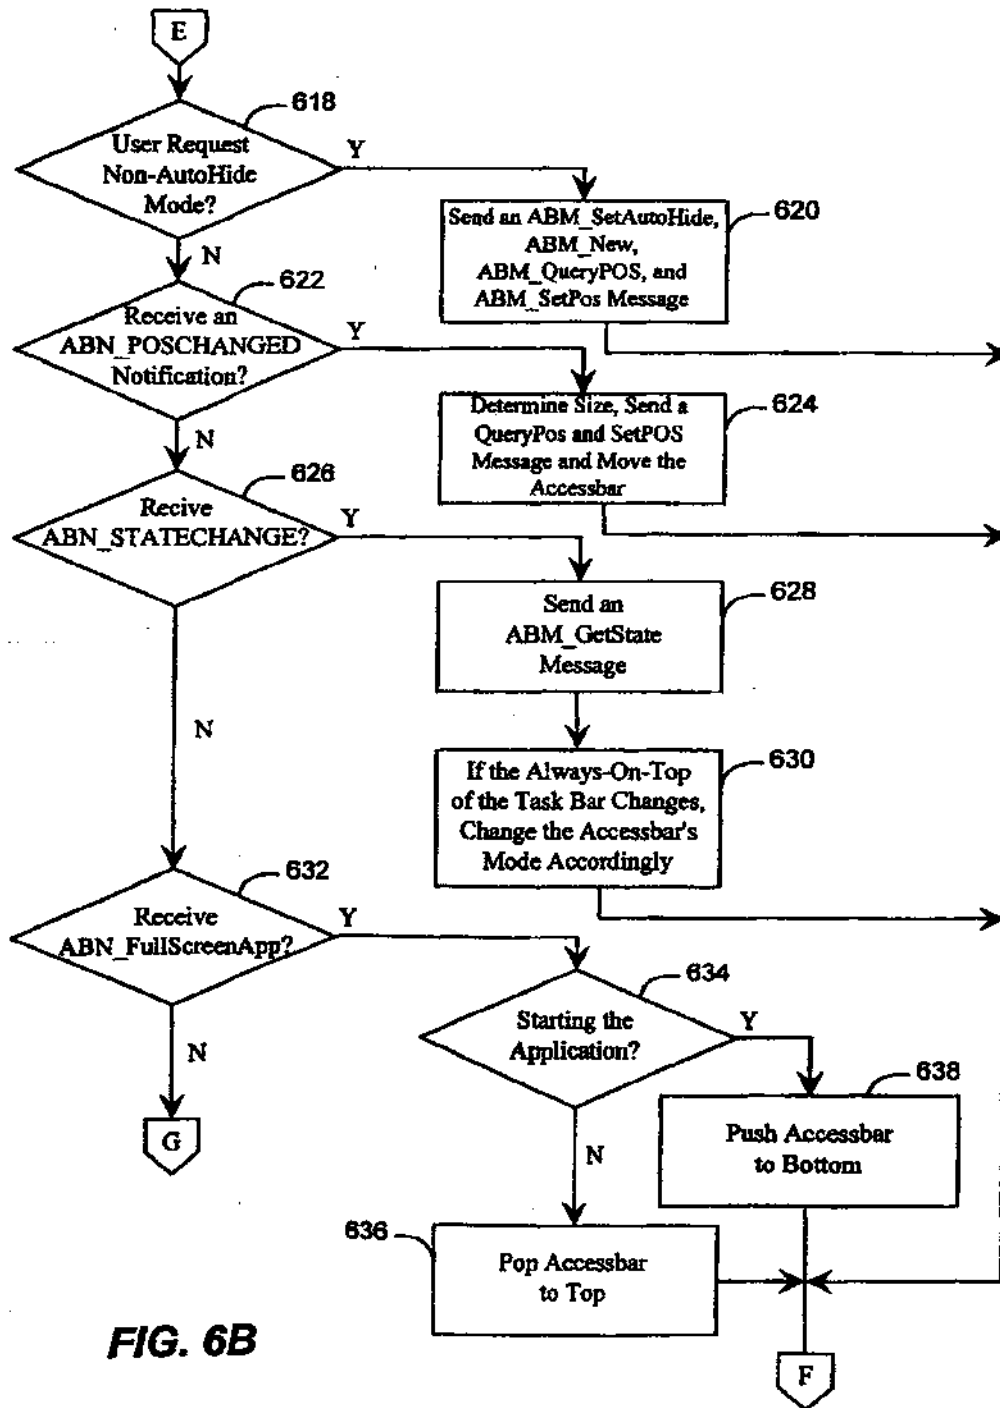 E
618
User Request
Non-AutoHide
Mode?
Y
N
Send an ABM_SetAutoHide,
ABM_New,
ABM_QueryPOS, and
ABM_SetPos Message
620
622
Receive an
ABN_POSCHANGED
Notification?
Y
N
Determine Size, Send a
QueryPos and SetPOS
Message and Move the
Accessbar
624
626
Recive
ABN_STATECHANGE?
Y
N
Send an
ABM_GetState
Message
628
If the Always-On-Top
of the Task Bar Changes,
Change the Accessbar's
Mode Accordingly
630
632
Receive
ABN_FullScreenApp?
Y
N
G
634
Starting the
Application?
Y
N
638
Push Accessbar
to Bottom
636
Pop Accessbar
to Top
F
FIG. 6B